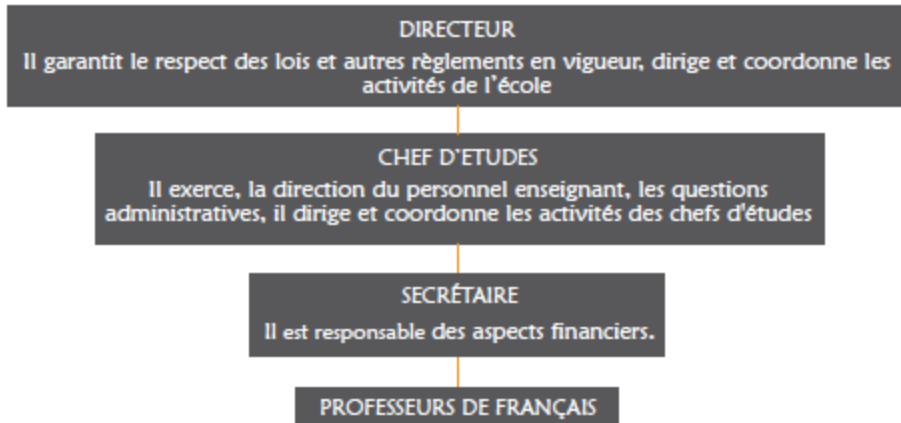 DIRECTEUR
Il garantit le respect des lois et autres règlements en vigueur, dirige et coordonne les
activités de l'école
CHEF D'ETUDES
Il exerce, la direction du personnel enseignant, les questions
administratives, il dirige et coordonne les activités des chefs d'études
SECRÉTAIRE
Il est responsable des aspects financiers.
PROFESSEURS DE FRANÇAIS